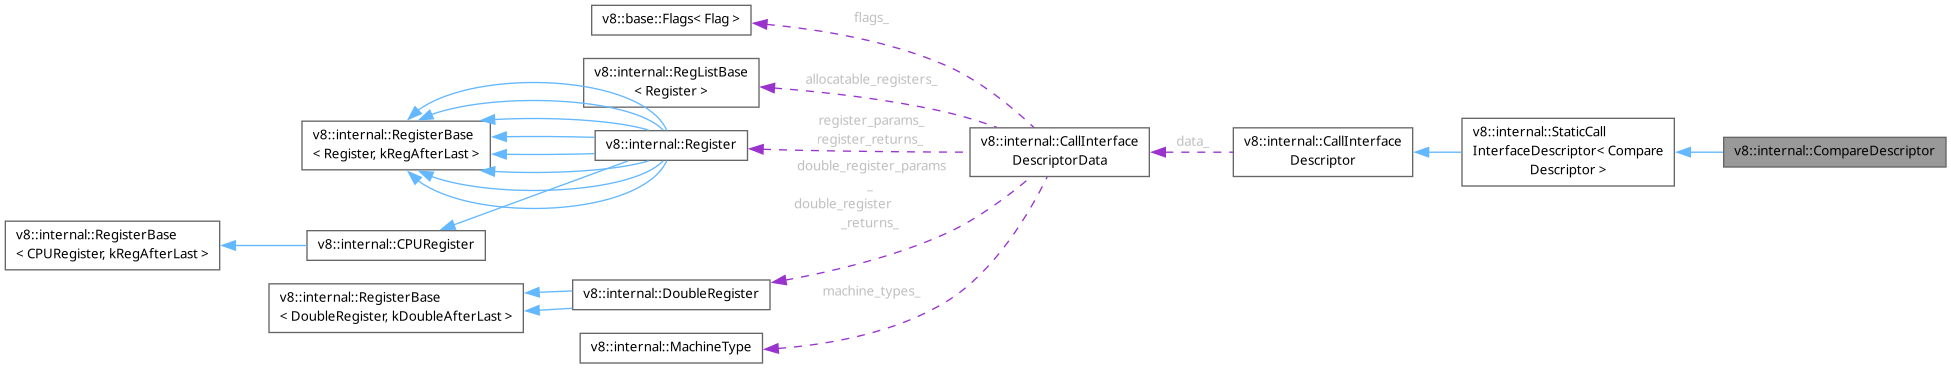 v8::base::Flags< Flag >
flags_
v8::internal::RegListBase
< Register >
allocatable_registers_
v8::internal::RegisterBase
< Register, kRegAfterLast >
v8::internal::Register
register_params_
register_returns_
v8::internal::CallInterface
DescriptorData
data_
v8::internal::CallInterface
Descriptor
v8::internal::StaticCall
InterfaceDescriptor< Compare
Descriptor >
v8::internal::CompareDescriptor
double_register_params
_
double_register
_returns_
v8::internal::RegisterBase
< CPURegister, kRegAfterLast >
v8::internal::CPURegister
v8::internal::RegisterBase
< DoubleRegister, kDoubleAfterLast >
v8::internal::DoubleRegister
machine_types_
v8::internal::MachineType